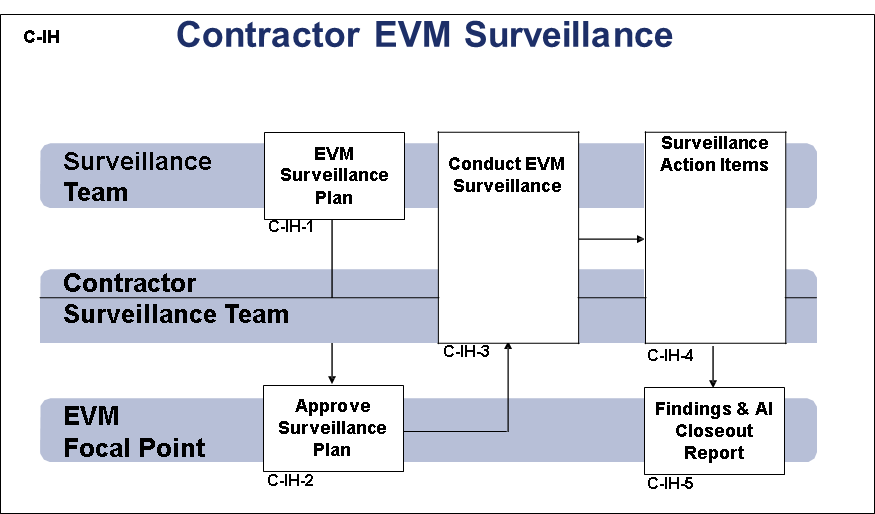 C-IH
Contractor EVM Surveillance
Surveillance
Team
EVM
Surveillance
Plan
C-IH-1
Conduct EVM
Surveillance
C-IH-3
Surveillance
Action Items
C-IH-4
Contractor
Surveillance Team
EVM
Focal Point
Approve
Surveillance
Plan
C-IH-2
Findings & AI
Closeout
Report
C-IH-5